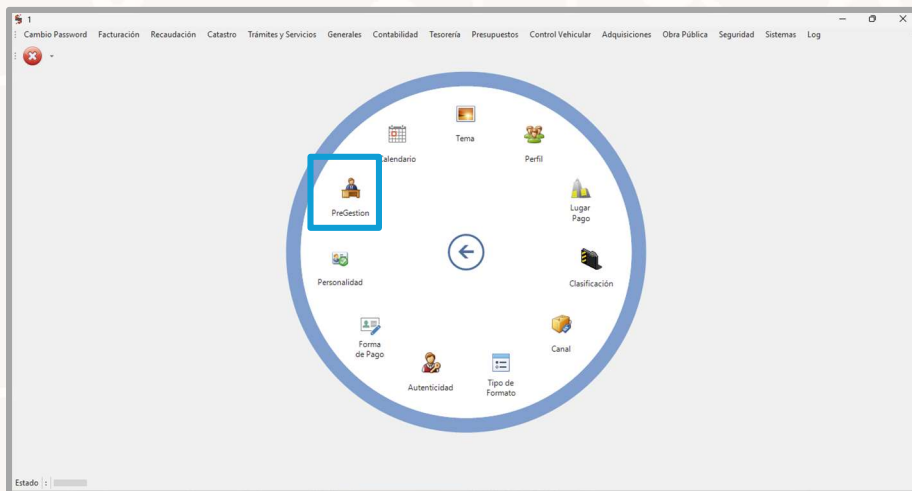 1
Cambio Password Facturación Recaudación Catastro Trámites y Servicios Generales Contabilidad Tesorería Presupuestos Control Vehicular Adquisiciones Obra Pública Seguridad Sistemas Log
Tema
Calendario
Perfil
PreGestion
Lugar
Pago
Personalidad
Clasificación
Forma
de Pago
Canal
Autenticidad
Tipo de
Formato
Estado :